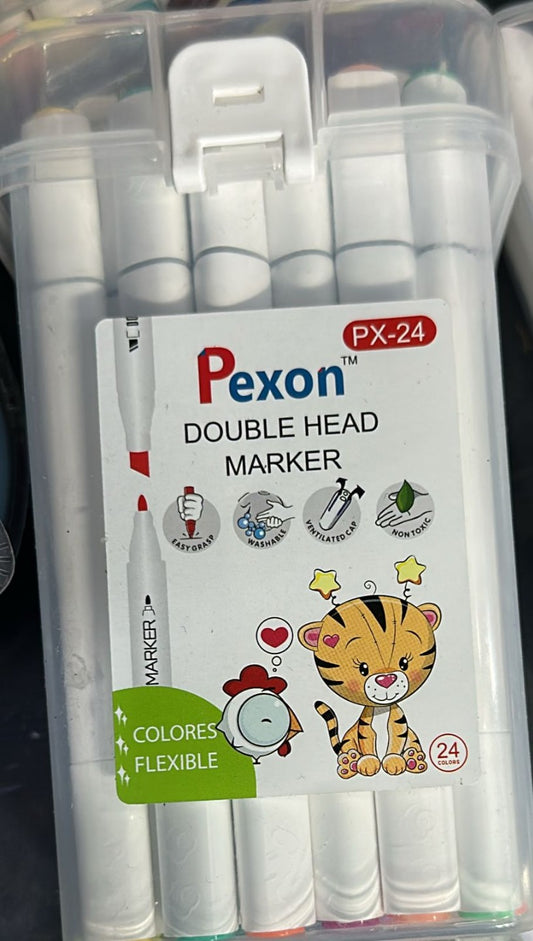 PX-24
Pexon™
DOUBLE HEAD
MARKER
EASY GRASP
WASHABLE
VENTILATED CAP
NON TOXIC
MARKER
COLORES
FLEXIBLE
24
COLORS